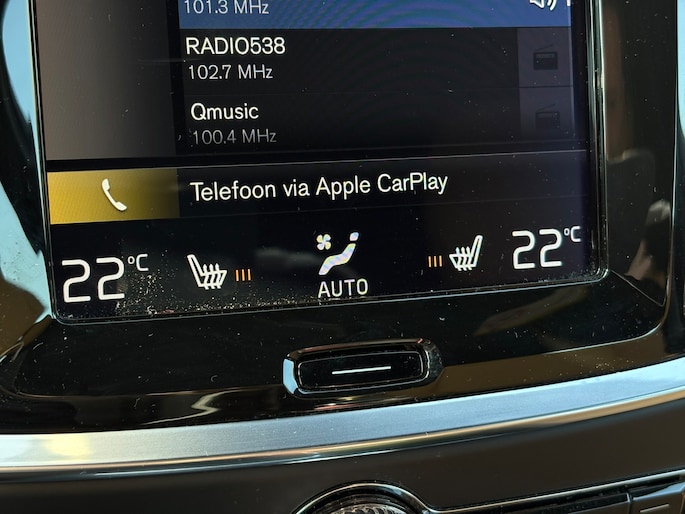 101.3 MHz
RADIO538
102.7 MHz
Qmusic
100.4 MHz
Telefoon via Apple CarPlay
22°C
22°C
AUTO